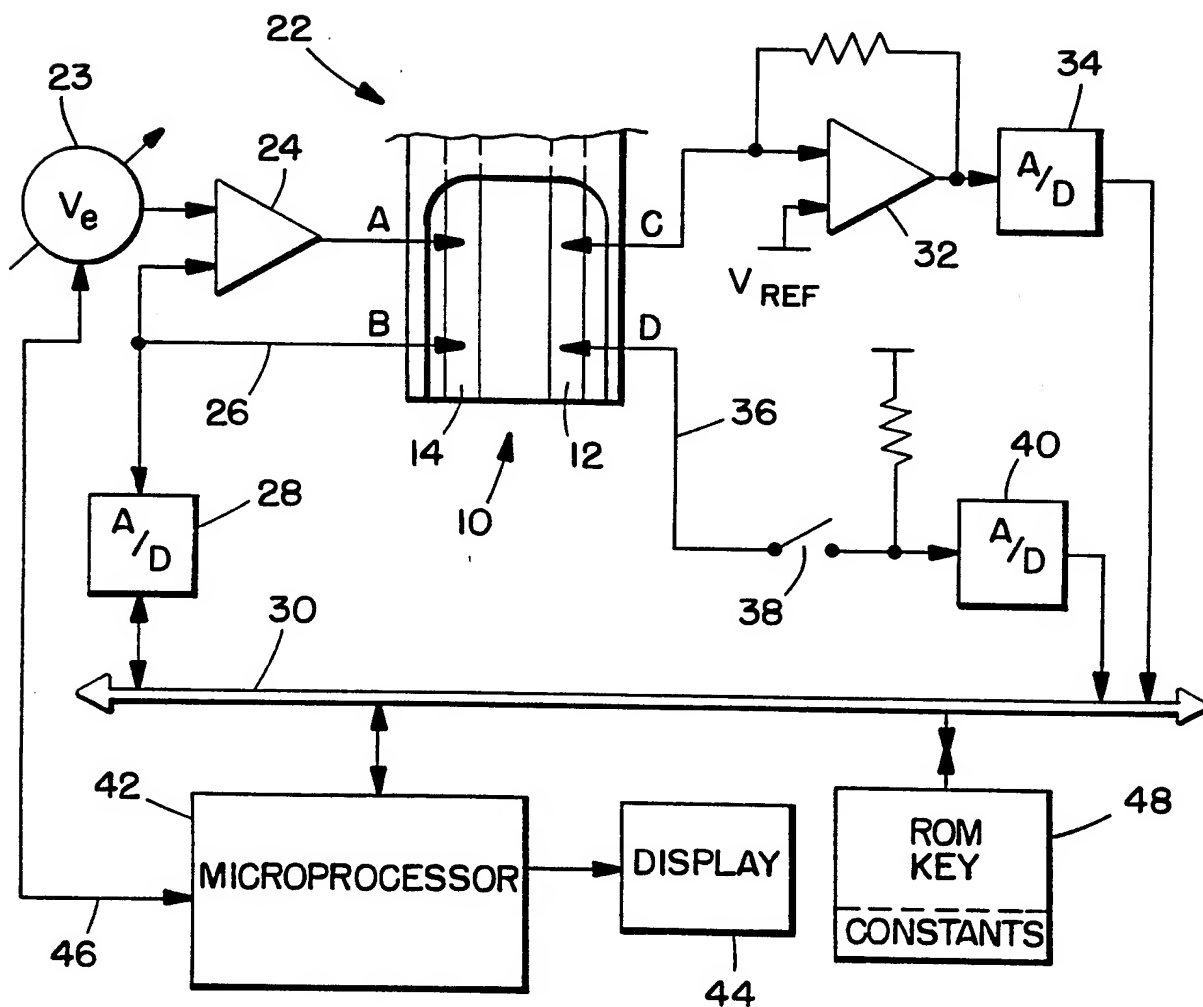 22
23
34
24
A/D
Ve
A
C
32
VREF
B
D
26
36
14
12
40
28
10
A/D
A/D
38
30
42
48
ROM
KEY
MICROPROCESSOR
DISPLAY
CONSTANTS
46
44